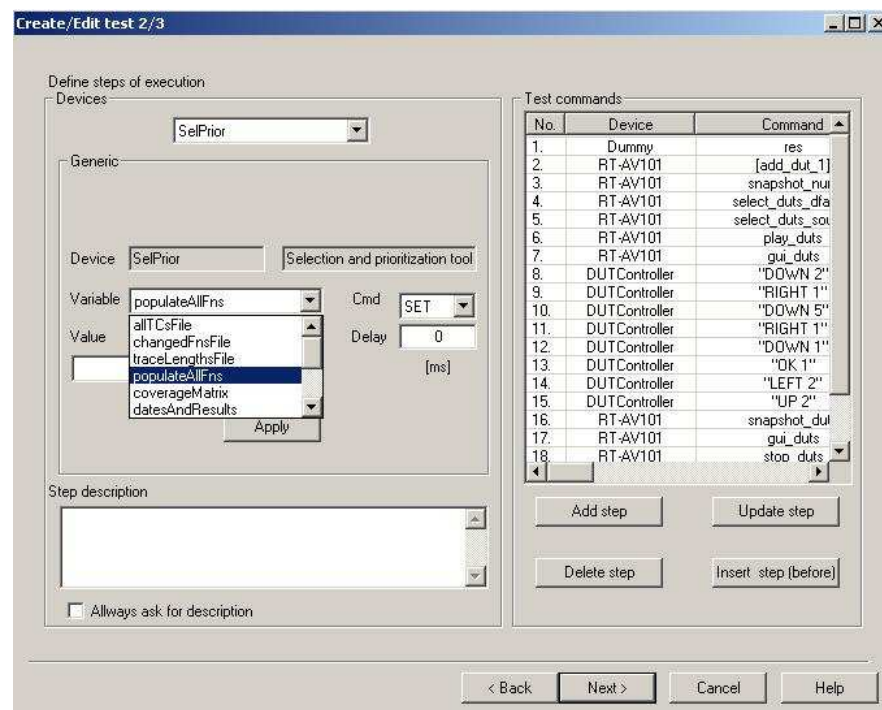 Create/Edit test 2/3
Define steps of execution
Devices
SelPrior
Generic
Device SelPrior Selection and prioritization tool
Variable populateAllFns Cmd SET
Value Delay 0
[ms]
allTCsFile
changedFnsFile
traceLengthsFile
populateAllFns
coverageMatrix
datesAndResults
Apply
Step description
Allways ask for description
Test commands
No. Device Command
1. Dummy res
2. RT-AV101 [add_dut_1]
3. RT-AV101 snapshot_nui
4. RT-AV101 select_duts_dfa
5. RT-AV101 select_duts_sou
6. RT-AV101 play_duts
7. RT-AV101 gui_duts
8. DUTController "DOWN 2"
9. DUTController "RIGHT 1"
10. DUTController "DOWN 5"
11. DUTController "RIGHT 1"
12. DUTController "DOWN 1"
13. DUTController "OK 1"
14. DUTController "LEFT 2"
15. DUTController "UP 2"
16. RT-AV101 snapshot_dut
17. RT-AV101 gui_duts
18. RT-AV101 stop_duts
Add step Update step
Delete step Insert step (before)
< Back Next > Cancel Help